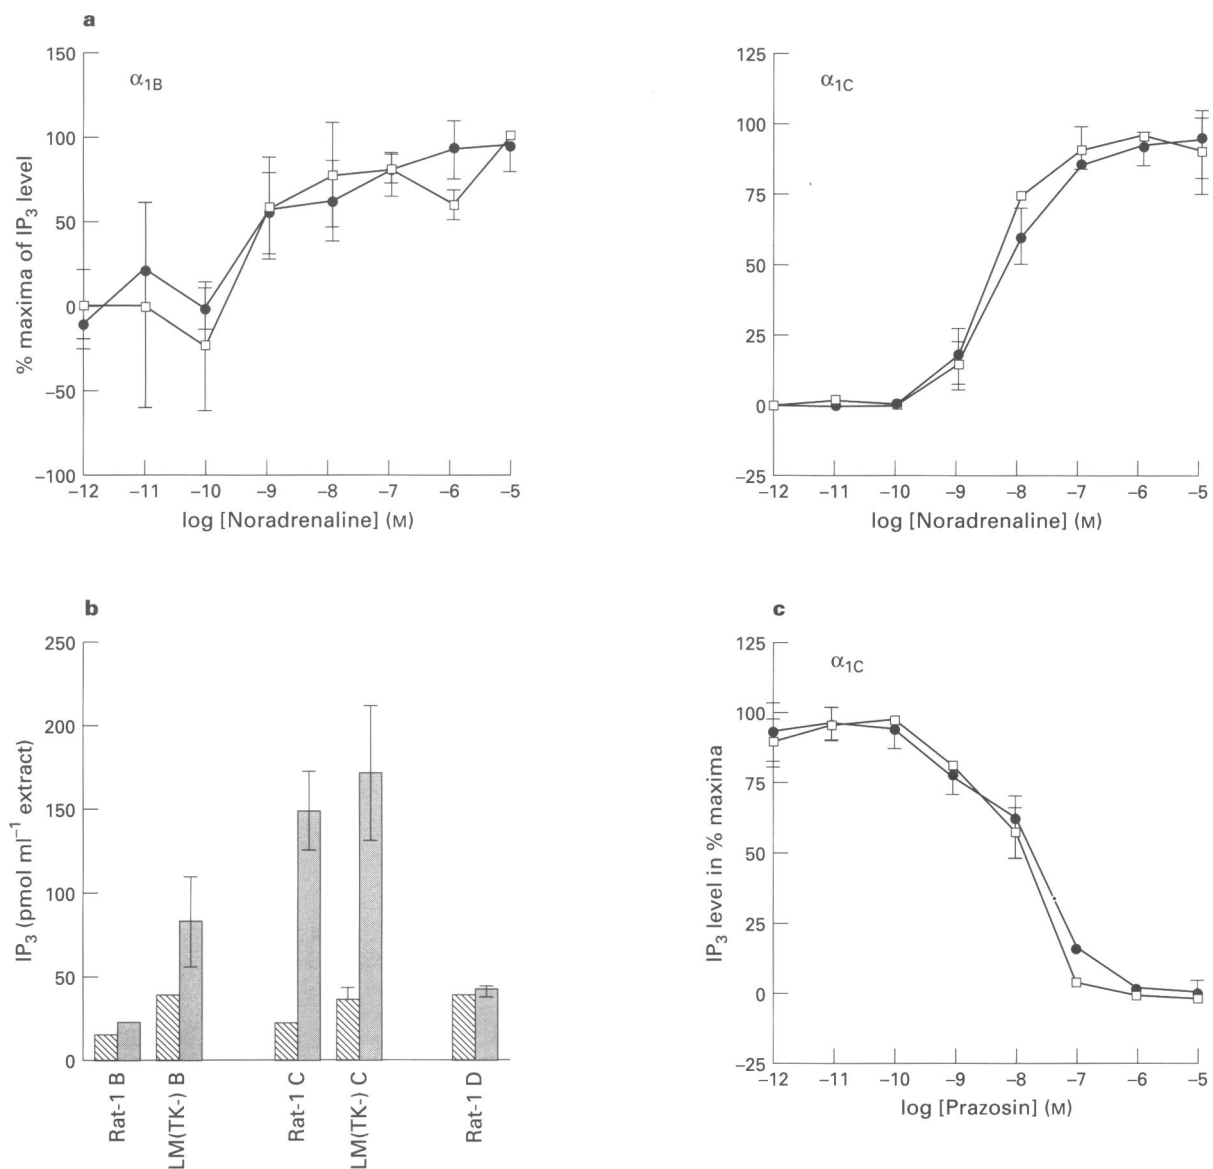 a
150
100
50
0
−50
−100
% maxima of IP3 level
α1B
−12 −11 −10 −9 −8 −7 −6 −5
log [Noradrenaline] (M)
125
100
75
50
25
0
−25
α1C
−12 −11 −10 −9 −8 −7 −6 −5
log [Noradrenaline] (M)
b
250
200
150
100
50
0
IP3 (pmol ml−1 extract)
Rat-1 B
LM(TK-) B
Rat-1 C
LM(TK-) C
Rat-1 D
c
125
100
75
50
25
0
−25
IP3 level in % maxima
α1C
−12 −11 −10 −9 −8 −7 −6 −5
log [Prazosin] (M)